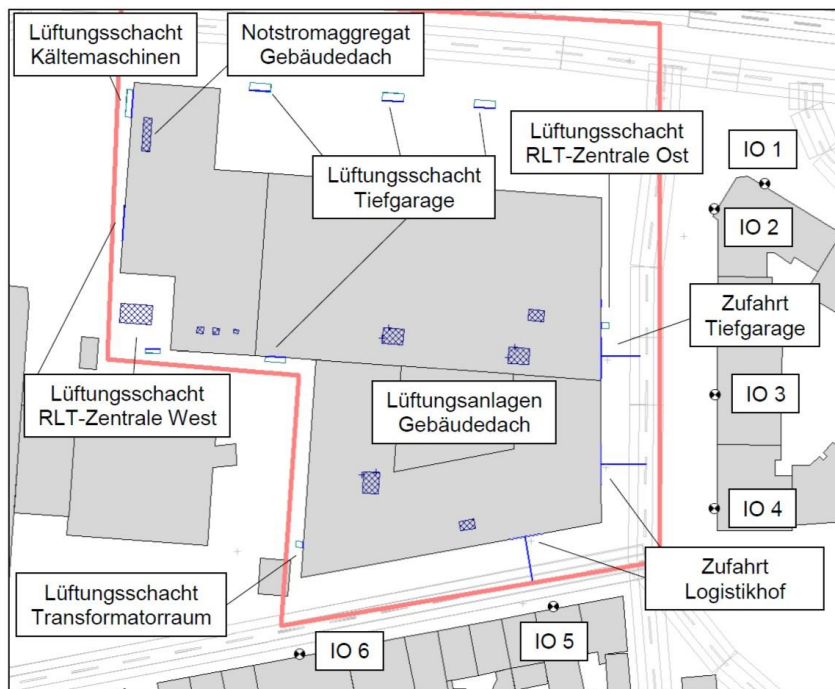 Lüftungsschacht
Kältemaschinen
Notstromaggregat
Gebäudedach
Lüftungsschacht
RLT-Zentrale Ost
IO 1
Lüftungsschacht
Tiefgarage
IO 2
Zufahrt
Tiefgarage
Lüftungsschacht
RLT-Zentrale West
Lüftungsanlagen
Gebäudedach
IO 3
IO 4
Lüftungsschacht
Transformatorraum
Zufahrt
Logistikhof
IO 5
IO 6